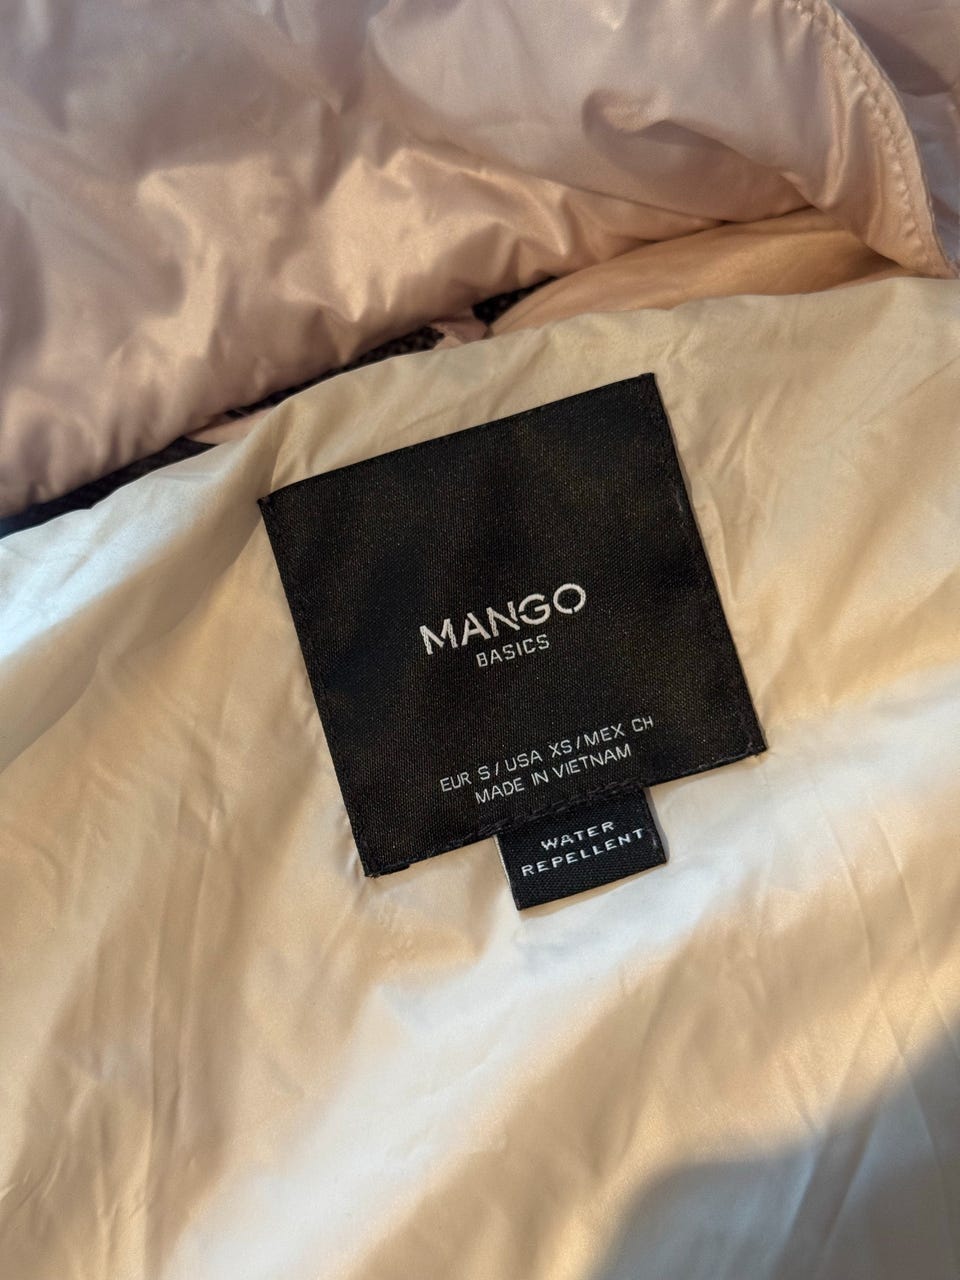 MANGO
BASICS
EUR S / USA XS / MEX CH
MADE IN VIETNAM
WATER
REPELLENT